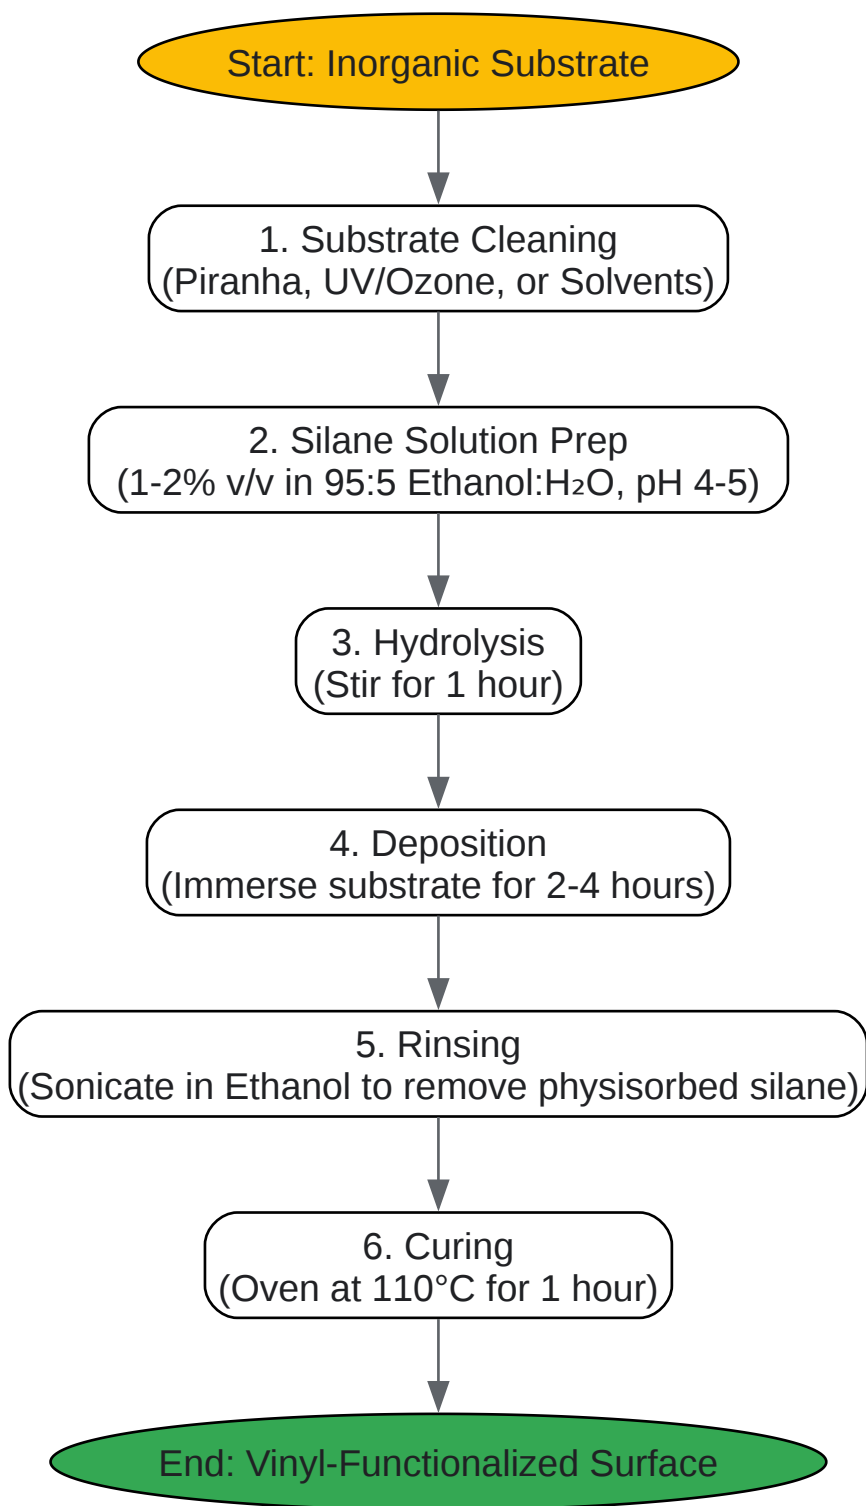 Start: Inorganic Substrate
1. Substrate Cleaning
(Piranha, UV/Ozone, or Solvents)
2. Silane Solution Prep
(1-2% v/v in 95:5 Ethanol:H₂O, pH 4-5)
3. Hydrolysis
(Stir for 1 hour)
4. Deposition
(Immerse substrate for 2-4 hours)
5. Rinsing
(Sonicate in Ethanol to remove physisorbed silane)
6. Curing
(Oven at 110°C for 1 hour)
End: Vinyl-Functionalized Surface